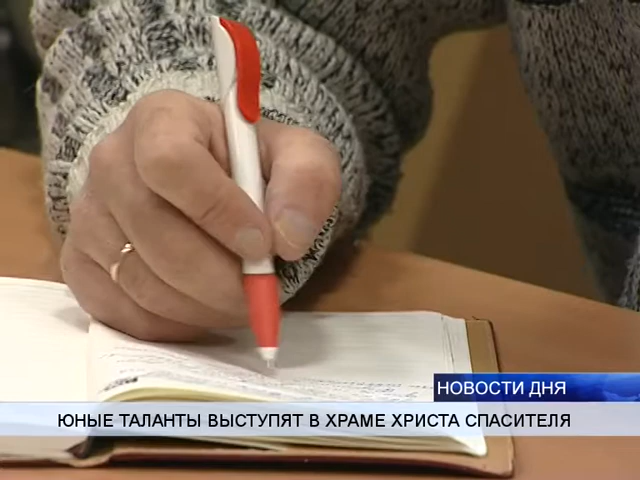 НОВОСТИ ДНЯ
ЮНЫЕ ТАЛАНТЫ ВЫСТУПЯТ В ХРАМЕ ХРИСТА СПАСИТЕЛЯ